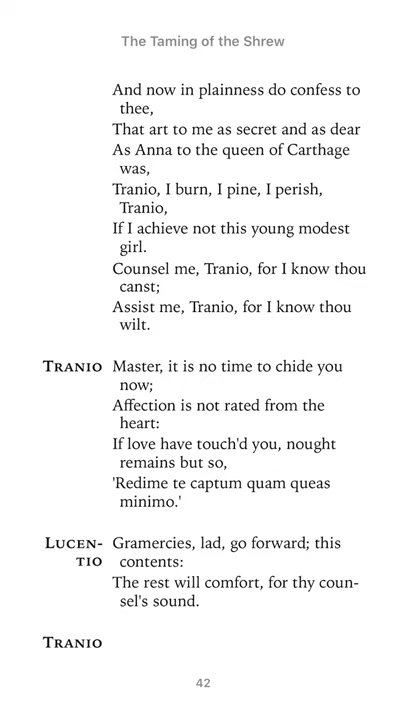 The Taming of the Shrew
And now in plainness do confess to
thee,
That art to me as secret and as dear
As Anna to the queen of Carthage
was,
Tranio, I burn, I pine, I perish,
Tranio,
If I achieve not this young modest
girl.
Counsel me, Tranio, for I know thou
canst;
Assist me, Tranio, for I know thou
wilt.
TRANIO Master, it is no time to chide you
now;
Affection is not rated from the
heart:
If love have touch'd you, nought
remains but so,
'Redime te captum quam queas
minimo.'
LUCEN- Gramercies, lad, go forward; this
TIO contents:
The rest will comfort, for thy coun-
sel's sound.
TRANIO
42